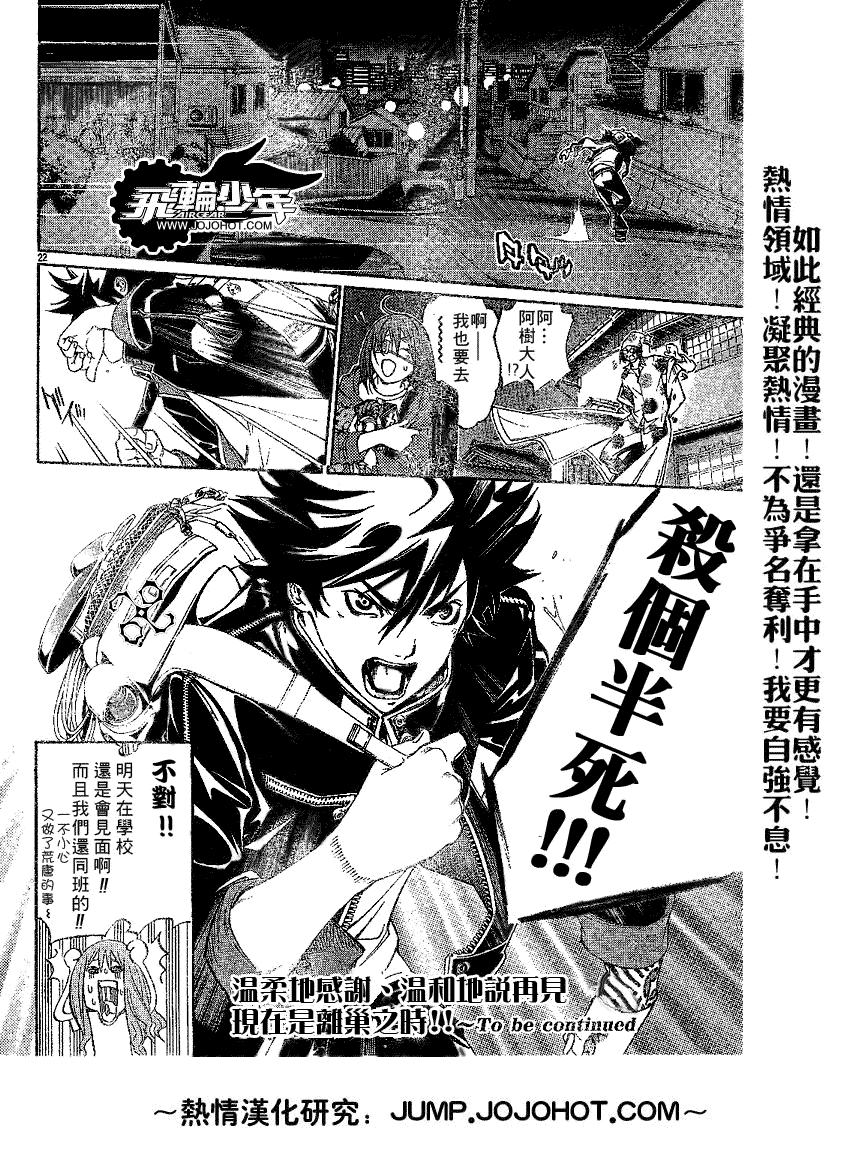 飛輪少年
AIR GEAR
WWW.JOJOHOT.COM
22
阿…
阿樹大人
!?
啊──
我也要去
殺個半死!!!
不對!!
明天在學校
還是會見面啊!!
而且我們還同班的!!
一不小心
又做了荒唐的事~
温柔地感謝、温和地説再見
現在是離巢之時!!~To be continued
如此經典的漫畫！還是拿在手中才更有感覺！
熱情領域！凝聚熱情！不為爭名奪利！我要自強不息！
~熱情漢化研究：JUMP.JOJOHOT.COM~